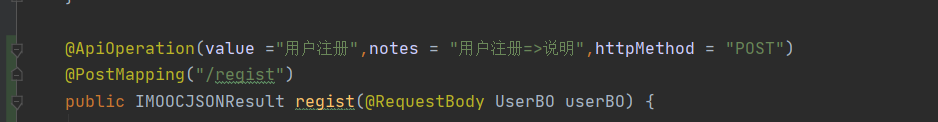 }
@ApiOperation(value ="用户注册",notes = "用户注册=>说明",httpMethod = "POST")
@PostMapping("/regist")
public IMOOCJSONResult regist(@RequestBody UserBO userBO) {